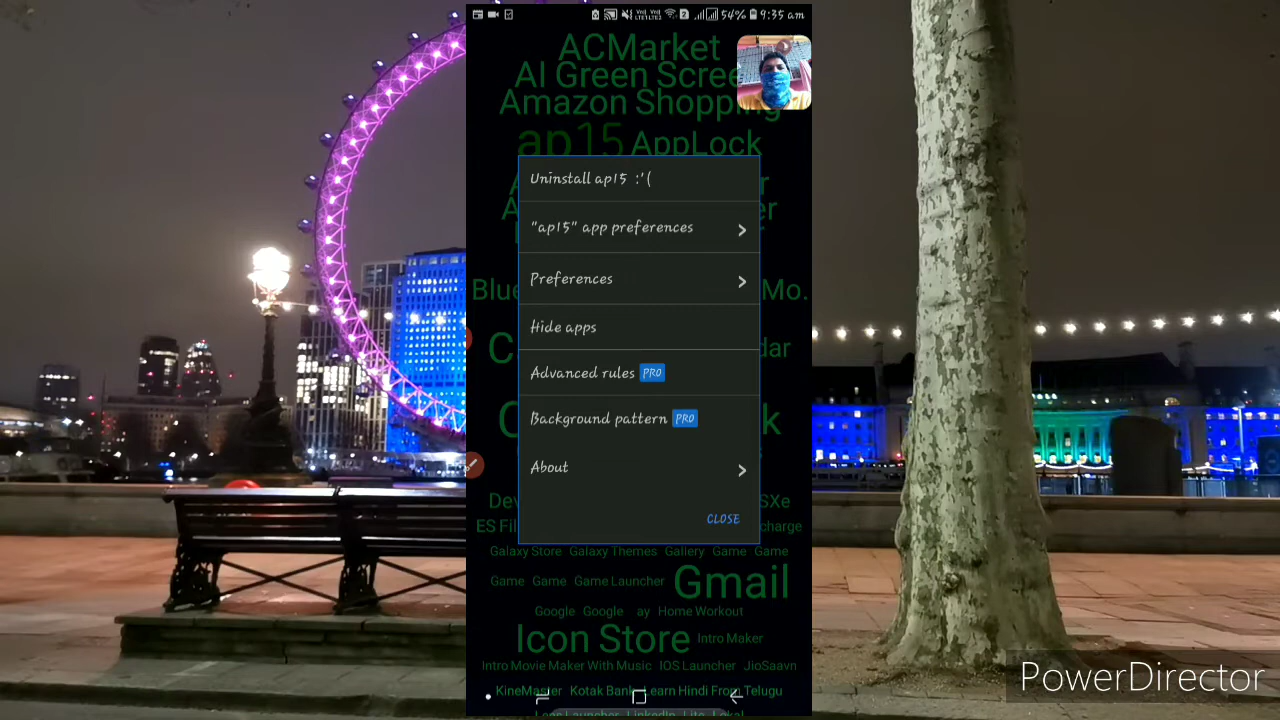 54% 9:35 am
ACMarket
AI Green Scree
Amazon Shopping
ap15 AppLock
Uninstall ap15 :'(
"ap15" app preferences
Preferences
Blue Mo.
Hide apps
dar
Advanced rules PRO
Background pattern PRO
About
CLOSE
ES Fil charge
Galaxy Store Galaxy Themes Gallery Game Game
Game Game Game Launcher Gmail
Google Google ay Home Workout
Icon Store Intro Maker
Intro Movie Maker With Music IOS Launcher JioSaavn
KineMaster Kotak Bank Learn Hindi From Telugu
PowerDirector